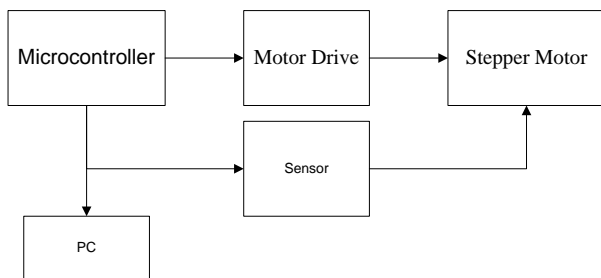 Microcontroller
Motor Drive
Stepper Motor
Sensor
PC